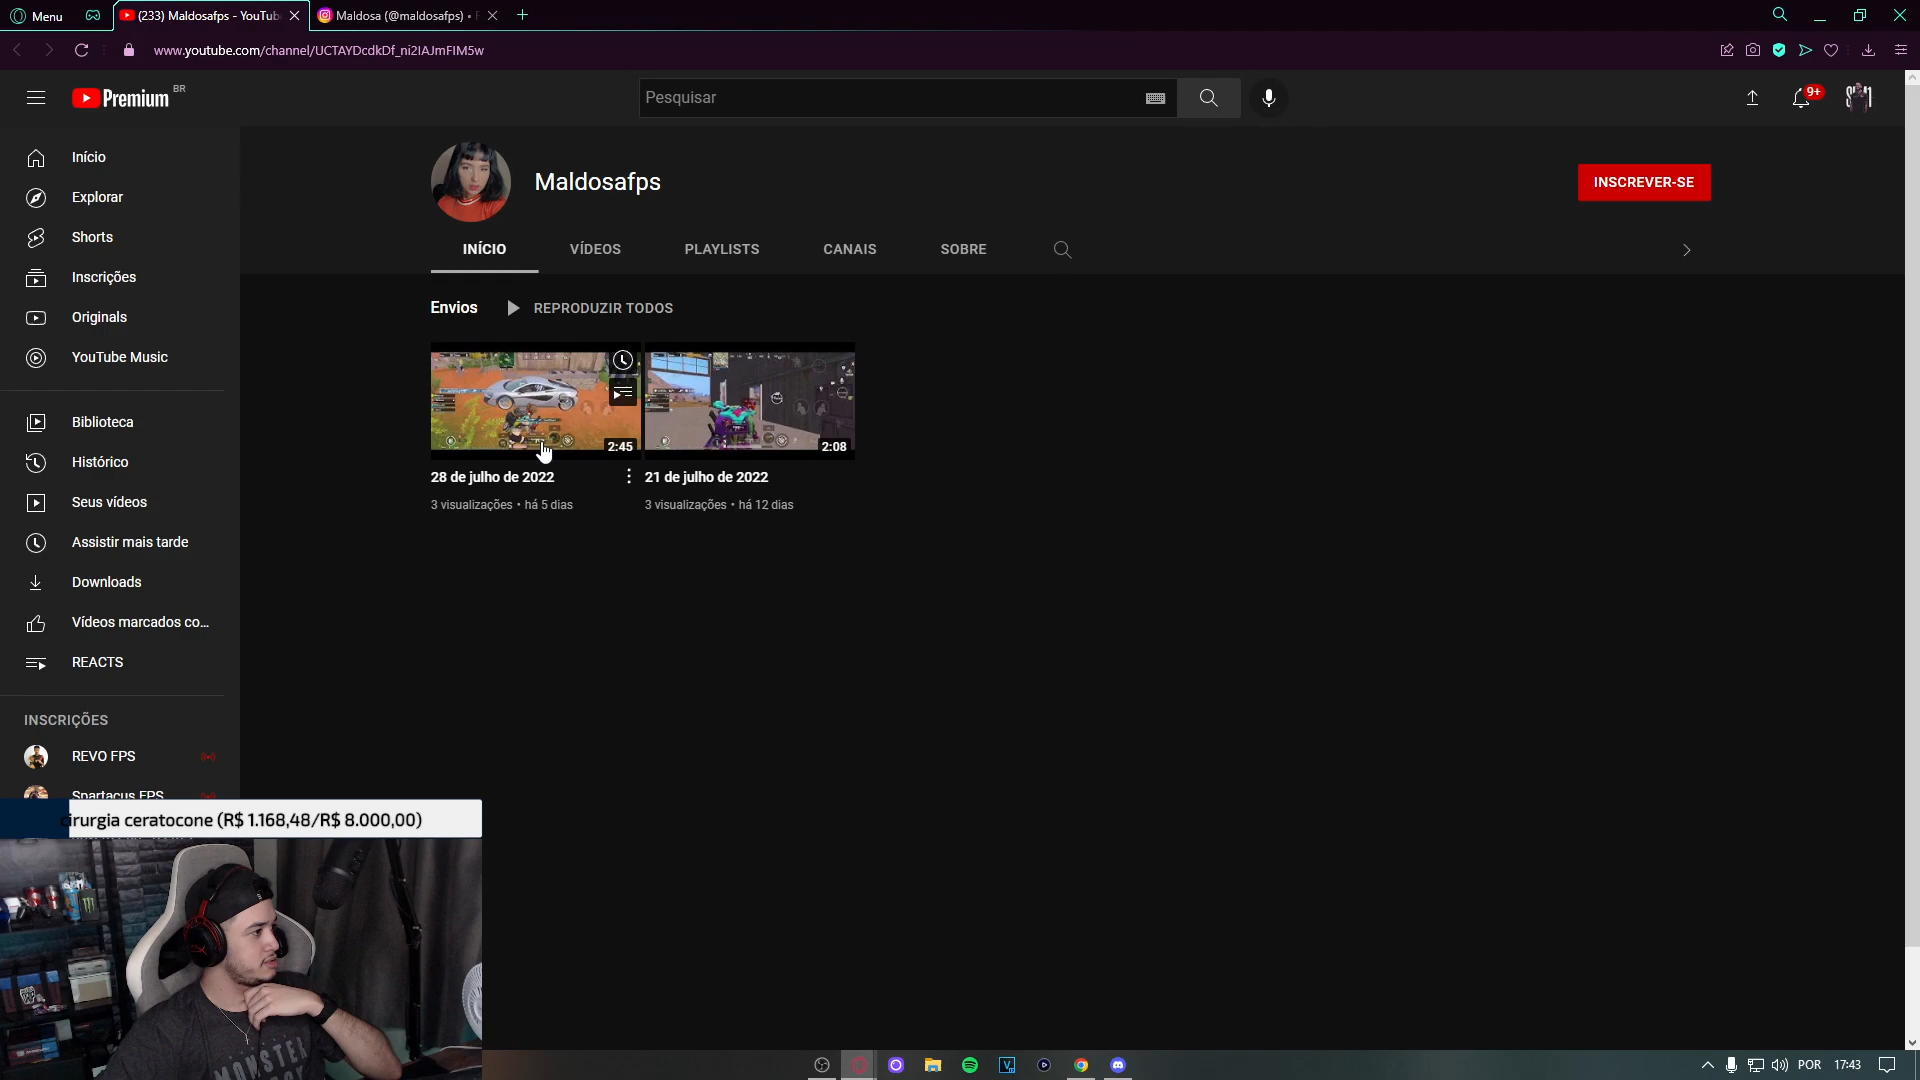 Menu
(233) Maldosafps - YouTub
Maldosa (@maldosafps) •
www.youtube.com/channel/UCTAYDcdkDf_ni2IAJmFIM5w
Premium BR
Pesquisar
9+
Início
Explorar
Shorts
Inscrições
Originals
YouTube Music
Biblioteca
Histórico
Seus vídeos
Assistir mais tarde
Downloads
Vídeos marcados co...
REACTS
INSCRIÇÕES
REVO FPS
Spartacus FPS
Maldosafps
INSCREVER-SE
INÍCIO
VÍDEOS
PLAYLISTS
CANAIS
SOBRE
Envios
REPRODUZIR TODOS
2:45
2:08
28 de julho de 2022
21 de julho de 2022
3 visualizações • há 5 dias
3 visualizações • há 12 dias
cirurgia ceratocone (R$ 1.168,48/R$ 8.000,00)
MONSTER
POR
17:43